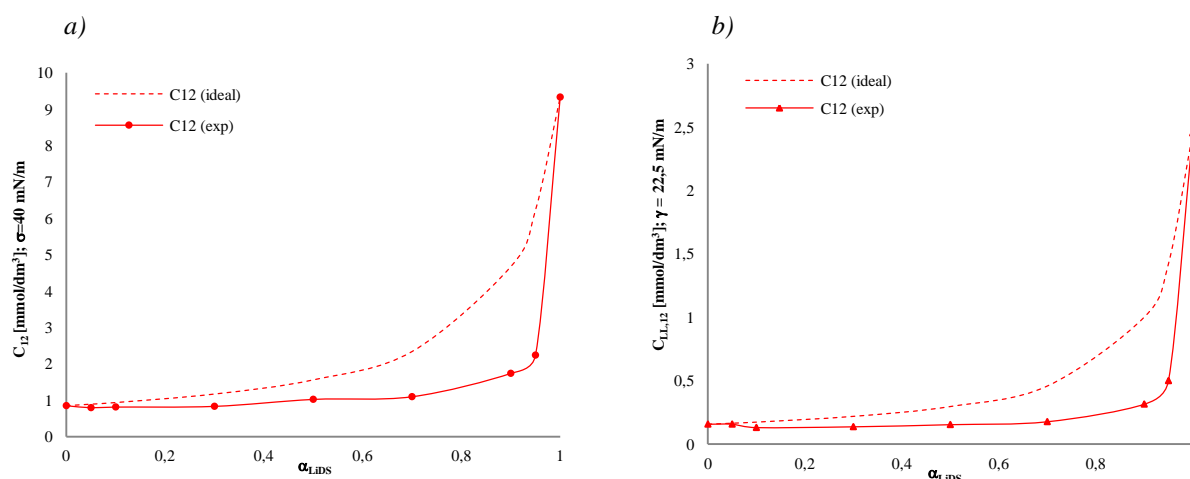 a)
C12 (ideal)
C12 (exp)
C12 [mmol/dm³]; σ=40 mN/m
10
9
8
7
6
5
4
3
2
1
0
0
0,2
0,4
0,6
0,8
1
αLiDS
b)
C12 (ideal)
C12 (exp)
CLL,12 [mmol/dm³]; γ = 22,5 mN/m
3
2,5
2
1,5
1
0,5
0
0
0,2
0,4
0,6
0,8
αLiDS